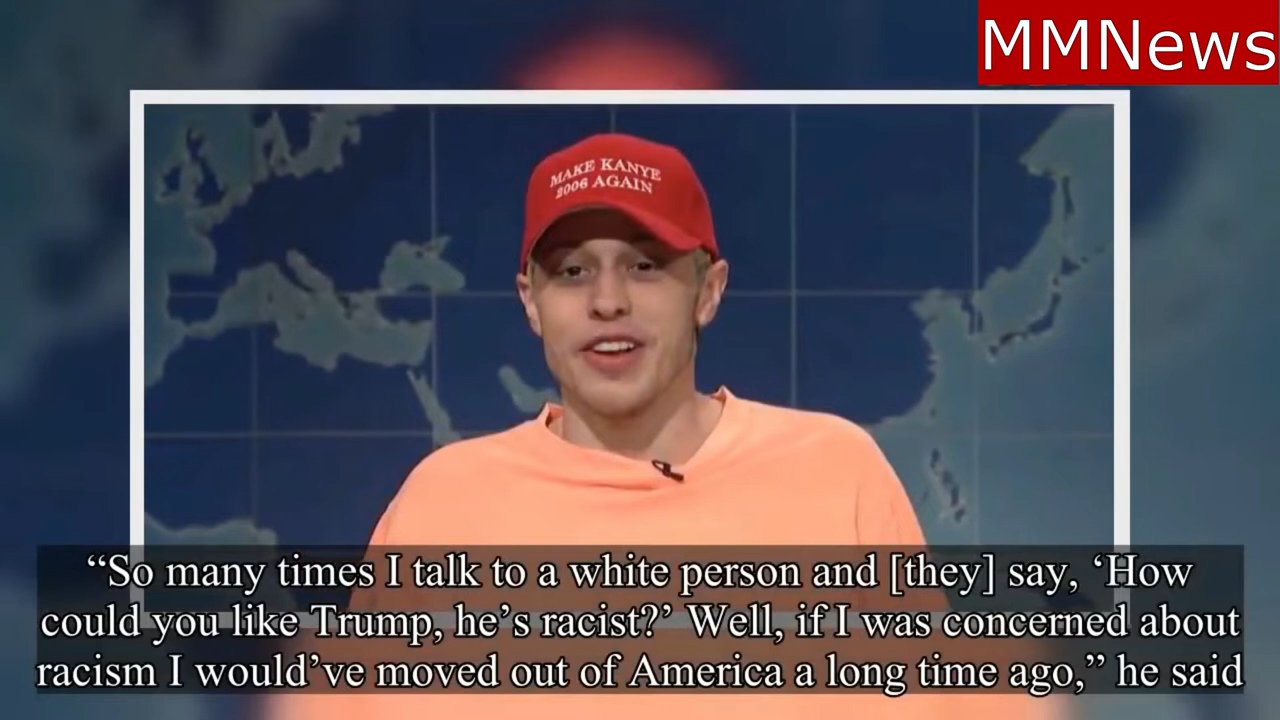 MMNews
MAKE KANYE
2006 AGAIN
“So many times I talk to a white person and [they] say, ‘How
could you like Trump, he’s racist?’ Well, if I was concerned about
racism I would’ve moved out of America a long time ago,” he said